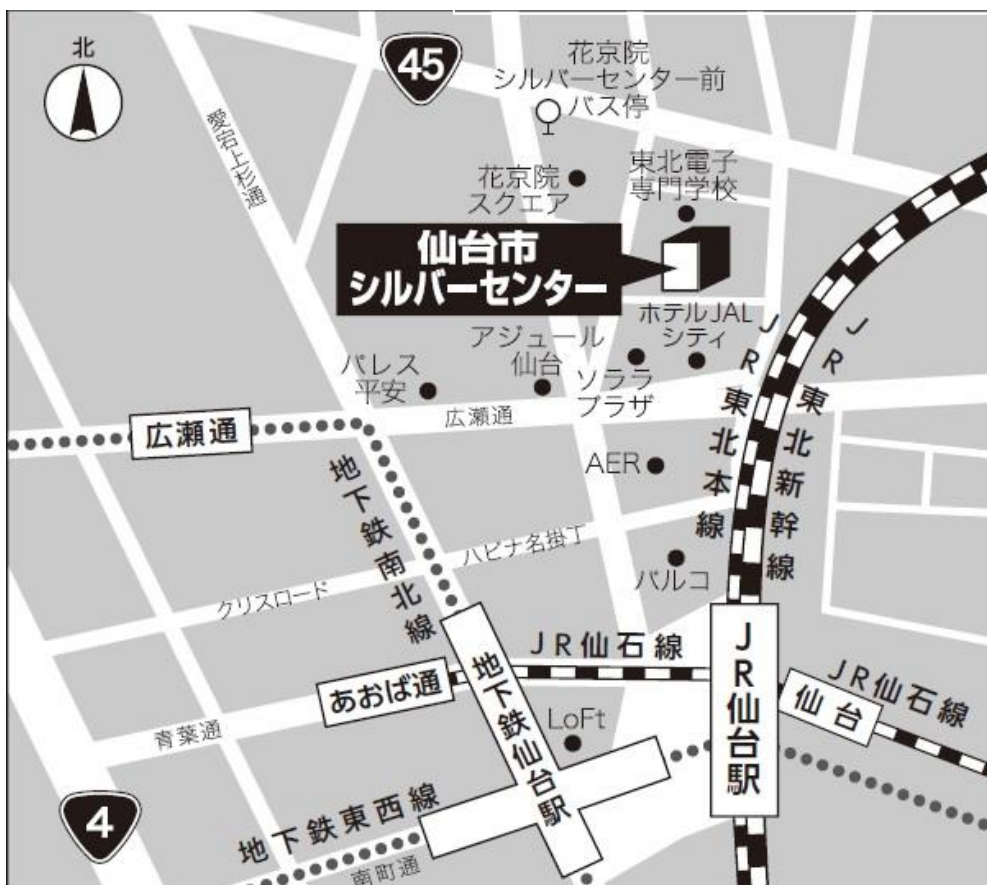 北
45
花京院
シルバーセンター前
バス停
愛宕上杉通
花京院
スクエア
東北電子
専門学校
仙台市
シルバーセンター
ホテルJAL
シティ
アジュール
仙台
ソララ
プラザ
パレス
平安
広瀬通
広瀬通
JR東北本線
JR東北新幹線
AER
地下鉄南北線
ハピナ名掛丁
パルコ
クリスロード
JR仙石線
JR仙台駅
あおば通
地下鉄仙台駅
JR仙石線
仙台
青葉通
LoFt
4
地下鉄東西線
南町通